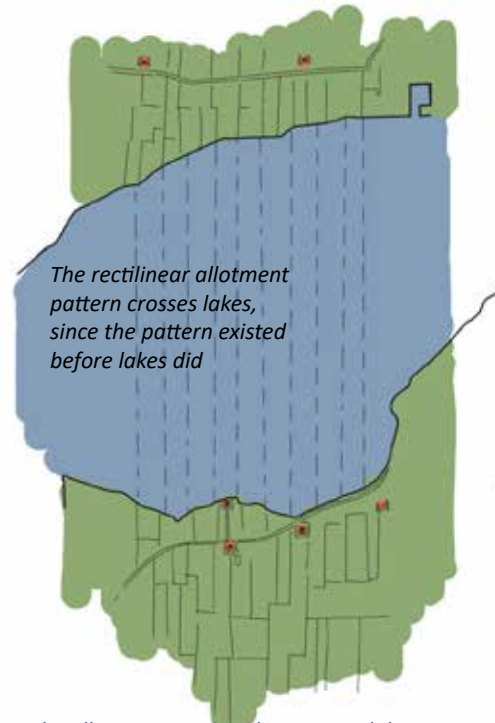 The rectilinear allotment
pattern crosses lakes,
since the pattern existed
before lakes did